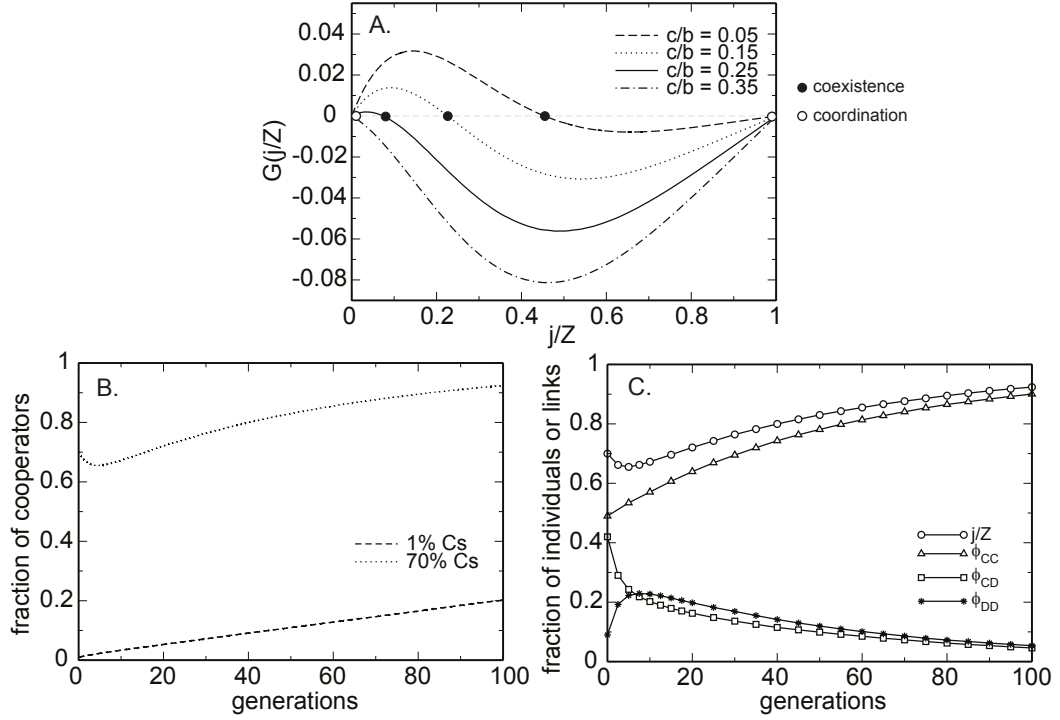 A.
0.04
0.02
0
-0.02
-0.04
-0.06
-0.08
G(j/Z)
c/b = 0.05
c/b = 0.15
c/b = 0.25
c/b = 0.35
coexistence
coordination
0 0.2 0.4 0.6 0.8 1
j/Z
B.
1
0.8
0.6
0.4
0.2
0
fraction of cooperators
1% Cs
70% Cs
0 20 40 60 80 100
generations
C.
1
0.8
0.6
0.4
0.2
0
fraction of individuals or links
j/Z
ϕCC
ϕCD
ϕDD
0 20 40 60 80 100
generations